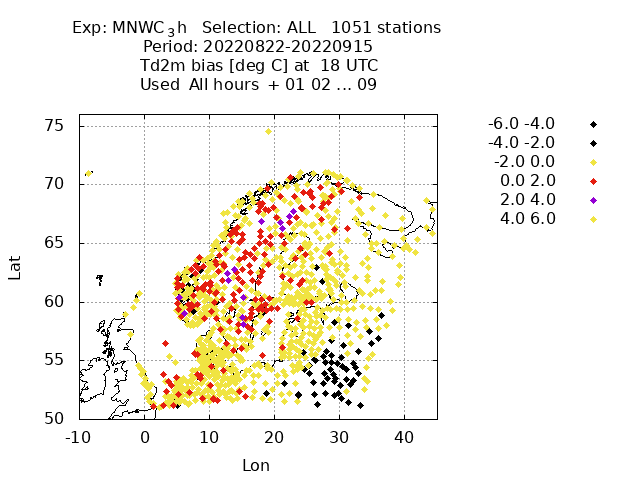 Exp: MNWC_3h   Selection: ALL   1051 stations
Period: 20220822-20220915
Td2m bias [deg C] at  18 UTC
Used  All hours  + 01 02 ... 09
-6.0 -4.0
-4.0 -2.0
-2.0 0.0
0.0 2.0
2.0 4.0
4.0 6.0
75
70
65
60
55
50
Lat
-10 0 10 20 30 40
Lon